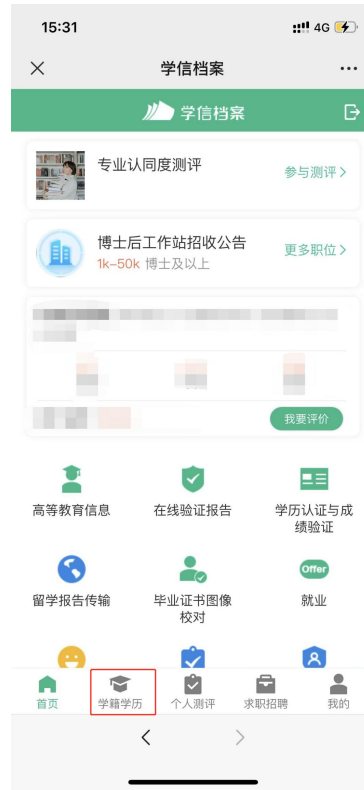 15:31
4G
学信档案
学信档案
专业认同度测评
参与测评
博士后工作站招收公告
更多职位
1k–50k 博士及以上
我要评价
高等教育信息
在线验证报告
学历认证与成
绩验证
留学报告传输
毕业证书图像
校对
Offer
就业
首页
学籍学历
个人测评
求职招聘
我的